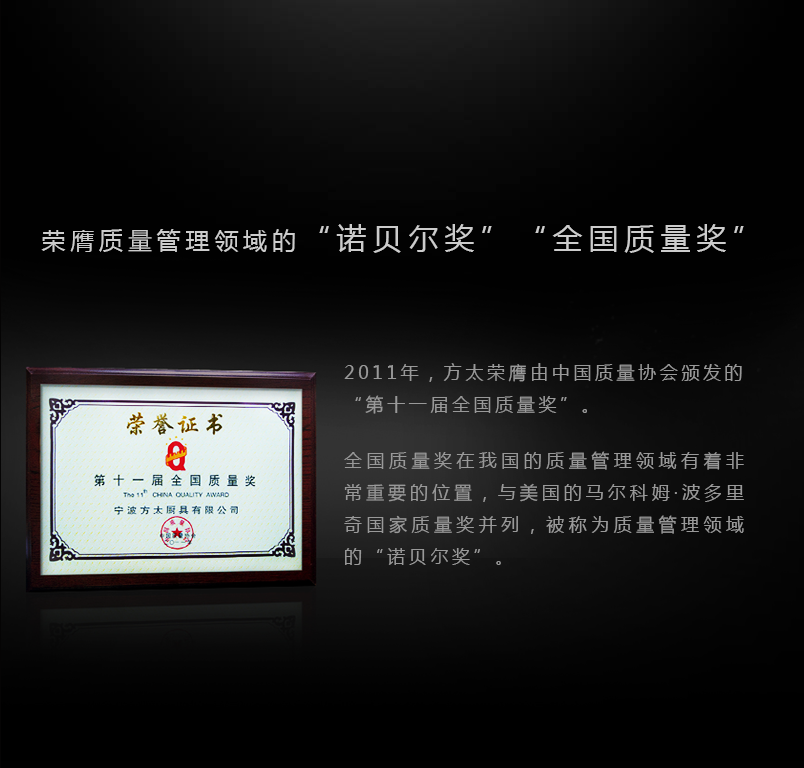 荣膺质量管理领域的“诺贝尔奖”“全国质量奖”
2011年，方太荣膺由中国质量协会颁发的
“第十一届全国质量奖”。
全国质量奖在我国的质量管理领域有着非
常重要的位置，与美国的马尔科姆·波多里
奇国家质量奖并列，被称为质量管理领域
的“诺贝尔奖”。
荣誉证书
第十一届全国质量奖
The 11th CHINA QUALITY AWARD
宁波方太厨具有限公司